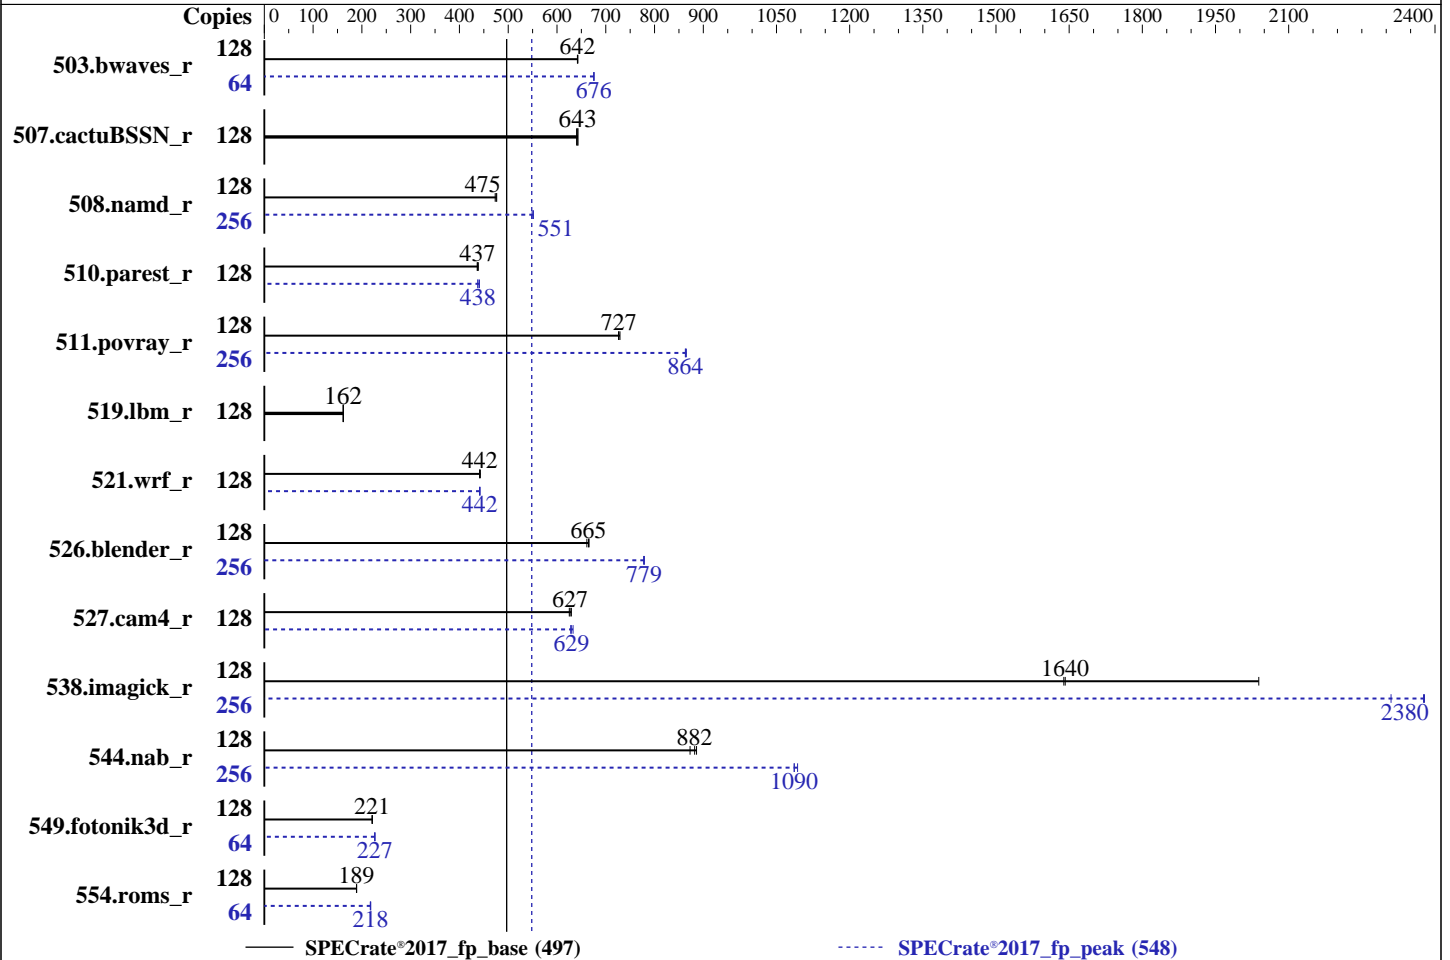 Copies 0 100 200 300 400 500 600 700 800 900 1050 1200 1350 1500 1650 1800 1950 2100 2400
503.bwaves_r 128 642
64 676
507.cactuBSSN_r 128 643
508.namd_r 128 475
256 551
510.parest_r 128 437
438
511.povray_r 128 727
256 864
519.lbm_r 128 162
521.wrf_r 128 442
442
526.blender_r 128 665
256 779
527.cam4_r 128 627
629
538.imagick_r 128 1640
256 2380
544.nab_r 128 882
256 1090
549.fotonik3d_r 128 221
64 227
554.roms_r 128 189
64 218
SPECrate®2017_fp_base (497) SPECrate®2017_fp_peak (548)